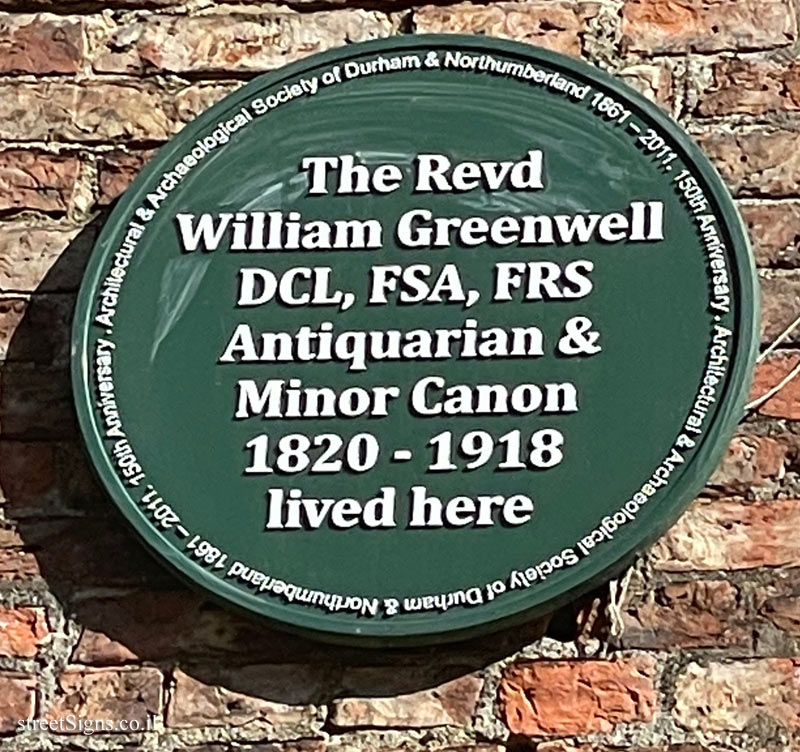 The Revd
William Greenwell
DCL, FSA, FRS
Antiquarian &
Minor Canon
1820 - 1918
lived here
Architectural & Archaeological Society of Durham & Northumberland 1861 – 2011. 150th Anniversary . Architectural & Archaeological Society of Durham & Northumberland 1861 – 2011. 150th Anniversary .
streetSigns.co.il